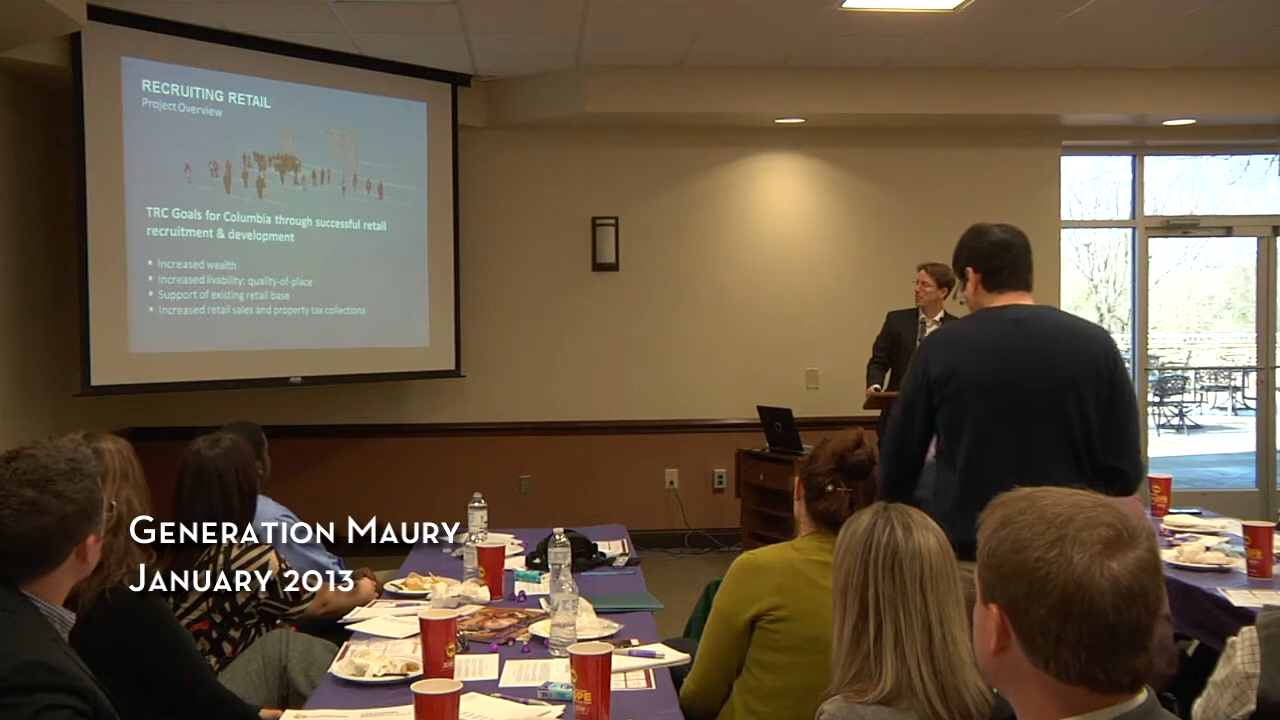 RECRUITING RETAIL
Project Overview
TRC Goals for Columbia through successful retail
recruitment & development
▪ Increased wealth
▪ Increased livability: quality-of-place
▪ Support of existing retail base
▪ Increased retail sales and property tax collections
GENERATION MAURY
JANUARY 2013